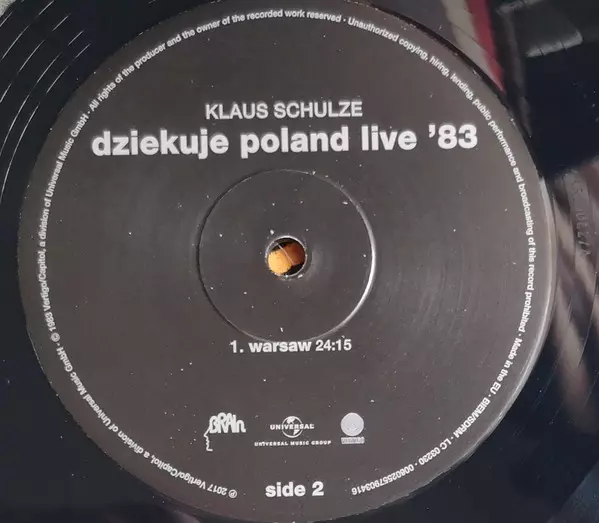 KLAUS SCHULZE
dziekuje poland live '83
1. warsaw 24:15
BRAIN
UNIVERSAL
UNIVERSAL MUSIC GROUP
VERTIGO
side 2
℗ 2017 Vertigo/Capitol, a division of Universal Music GmbH · © 1983 Vertigo/Capitol, a division of Universal Music GmbH · All rights of the producer and the owner of the recorded work reserved · Unauthorized copying, hiring, lending, public performance and broadcasting of this record prohibited · Made in the EU · BIEM/SDRM · LC 03230 · 00602557903416